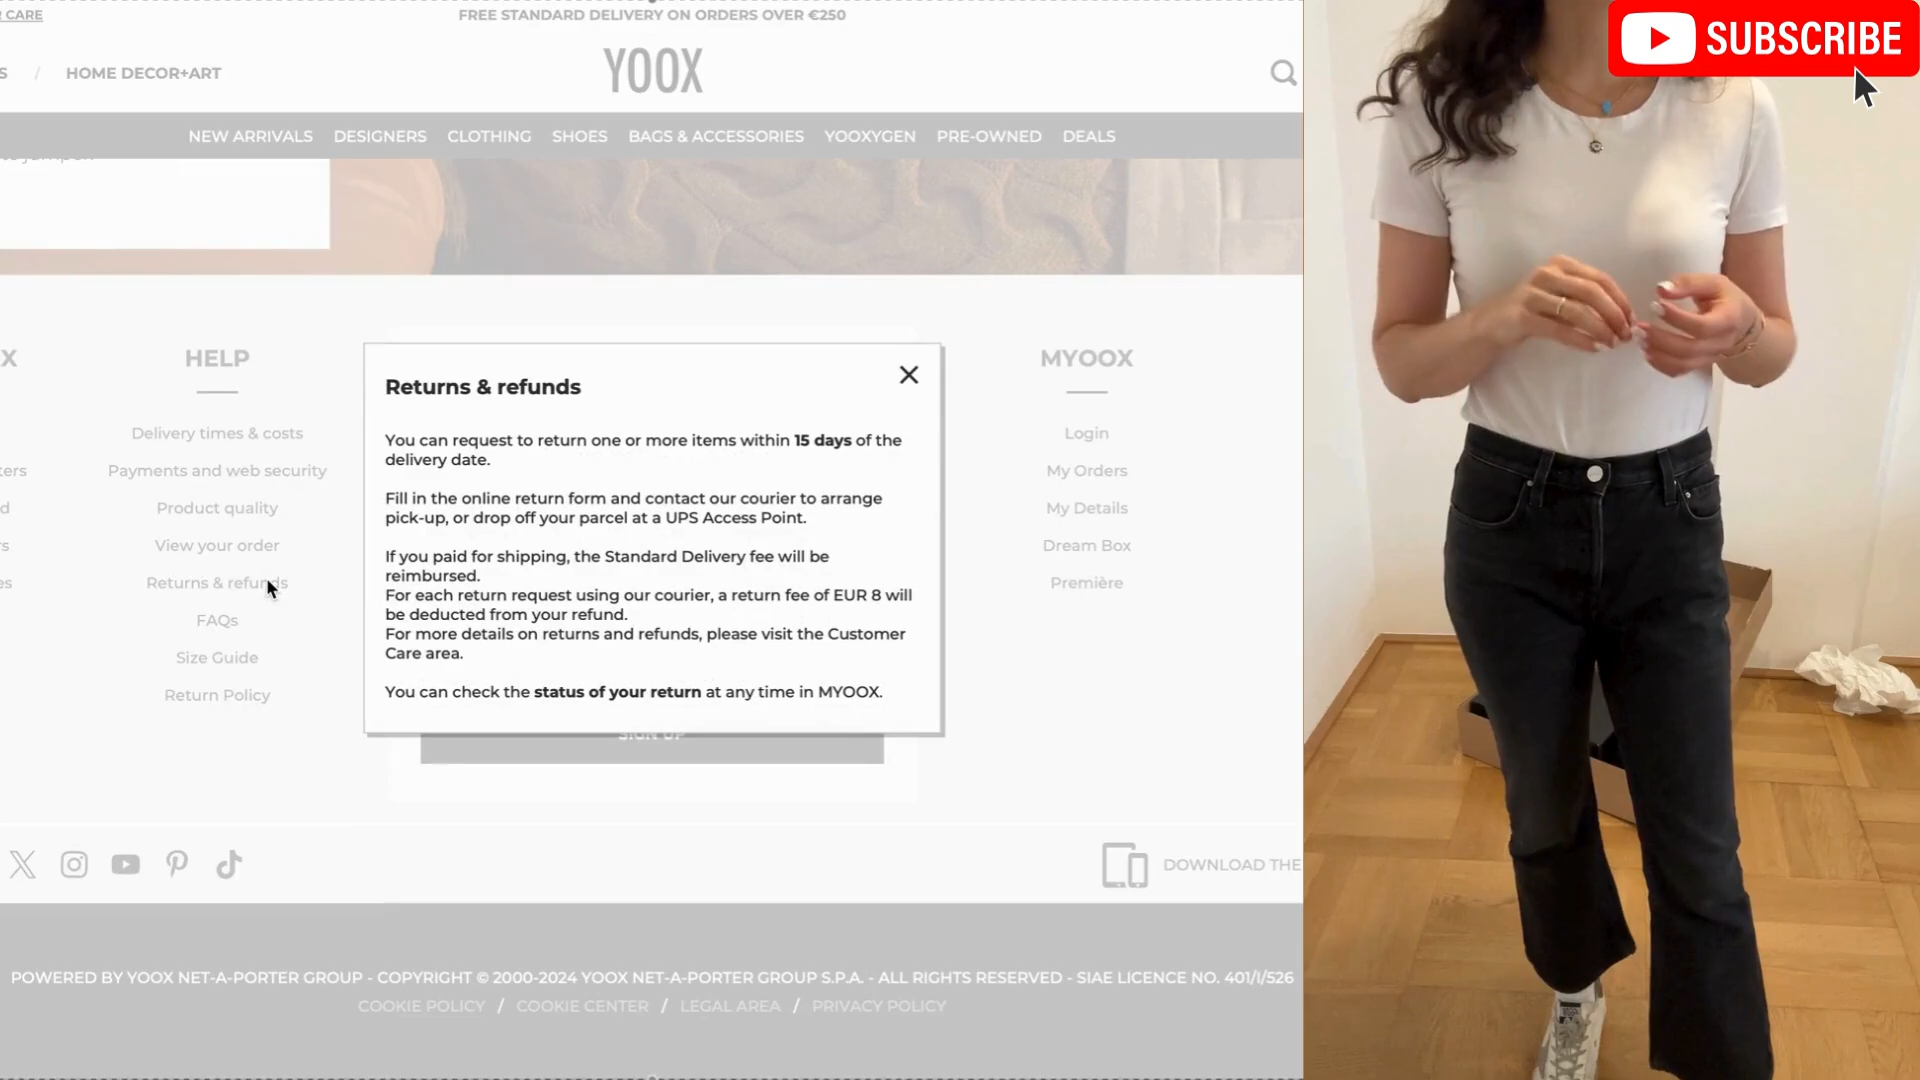 CARE
FREE STANDARD DELIVERY ON ORDERS OVER €250
S / HOME DECOR+ART
YOOX
NEW ARRIVALS DESIGNERS CLOTHING SHOES BAGS & ACCESSORIES YOOXYGEN PRE-OWNED DEALS
X
ters
d
rs
es
HELP
Delivery times & costs
Payments and web security
Product quality
View your order
Returns & refunds
FAQs
Size Guide
Return Policy
Returns & refunds
You can request to return one or more items within 15 days of the
delivery date.
Fill in the online return form and contact our courier to arrange
pick-up, or drop off your parcel at a UPS Access Point.
If you paid for shipping, the Standard Delivery fee will be
reimbursed.
For each return request using our courier, a return fee of EUR 8 will
be deducted from your refund.
For more details on returns and refunds, please visit the Customer
Care area.
You can check the status of your return at any time in MYOOX.
SIGN UP
MYOOX
Login
My Orders
My Details
Dream Box
Première
DOWNLOAD THE
POWERED BY YOOX NET-A-PORTER GROUP - COPYRIGHT © 2000-2024 YOOX NET-A-PORTER GROUP S.P.A. - ALL RIGHTS RESERVED - SIAE LICENCE NO. 401/I/526
COOKIE POLICY / COOKIE CENTER / LEGAL AREA / PRIVACY POLICY
SUBSCRIBE